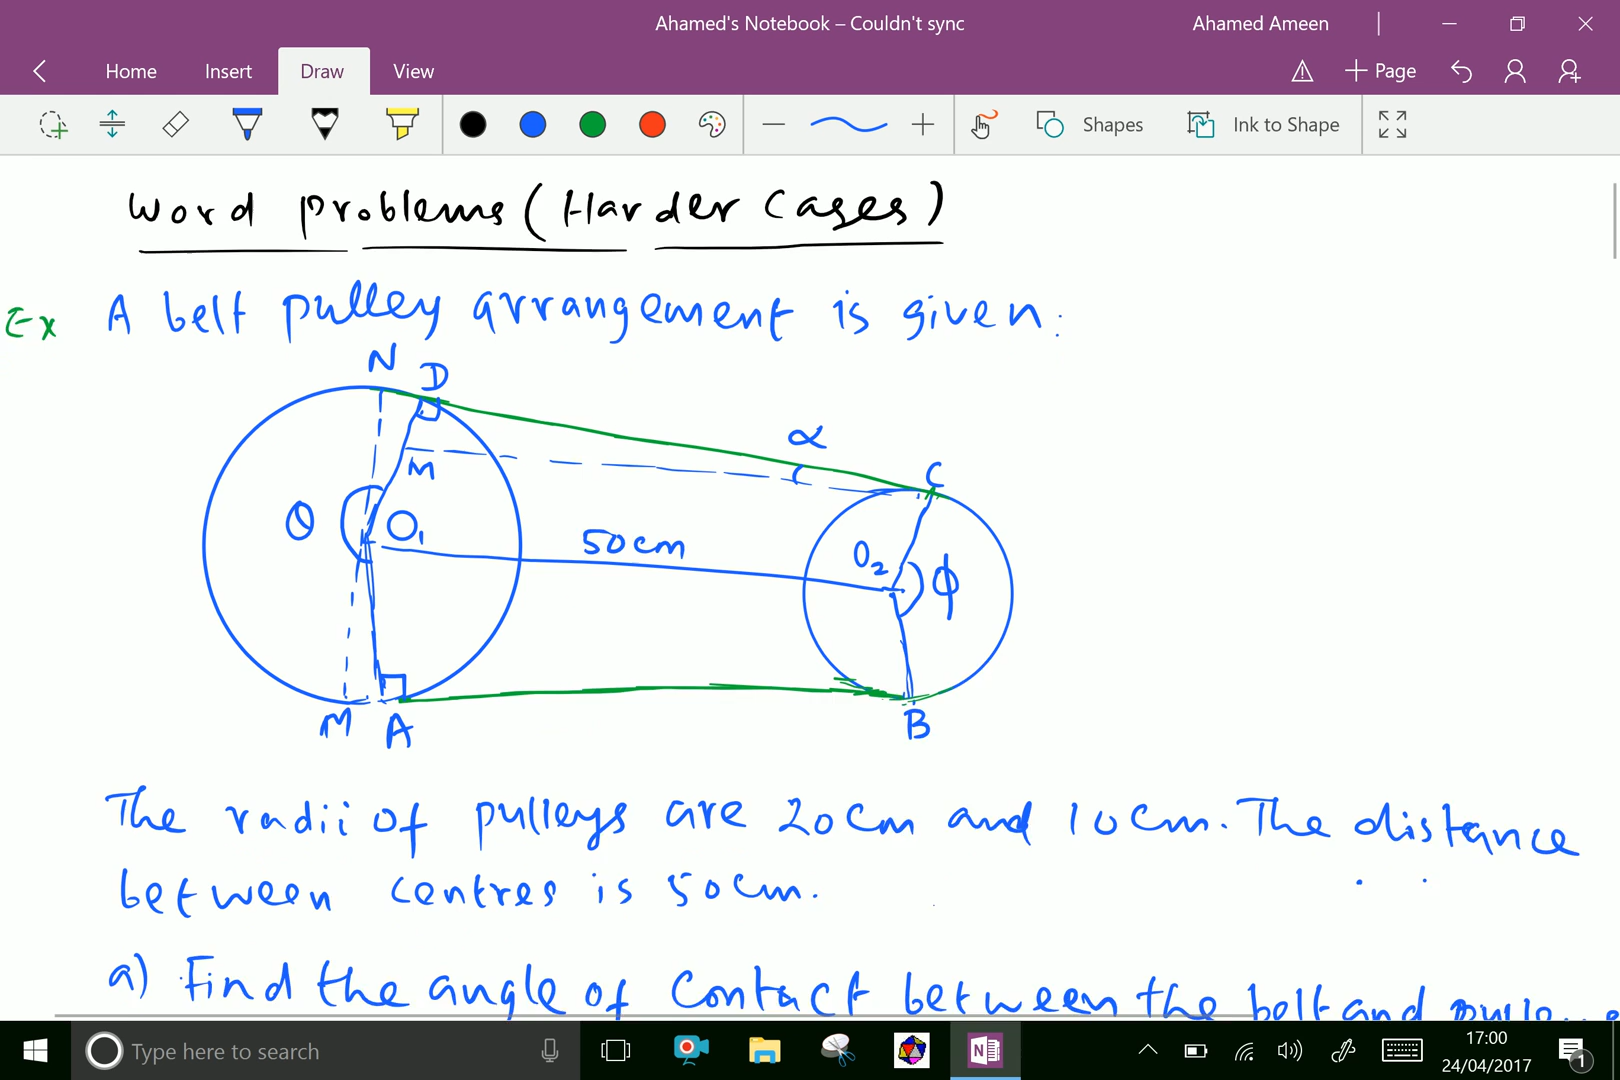 Ahamed's Notebook – Couldn't sync
Ahamed Ameen
Home Insert Draw View
Page
Shapes
Ink to Shape
Word Problems (Harder Cases)
Ex A belt pulley arrangement is given:
N D
α
M
C
θ O₁ 50cm O₂ ϕ
M A B
The radii of pulleys are 20cm and 10cm. The distance
between centres is 50cm.
a) Find the angle of contact between the belt and
Type here to search
17:00
24/04/2017
1